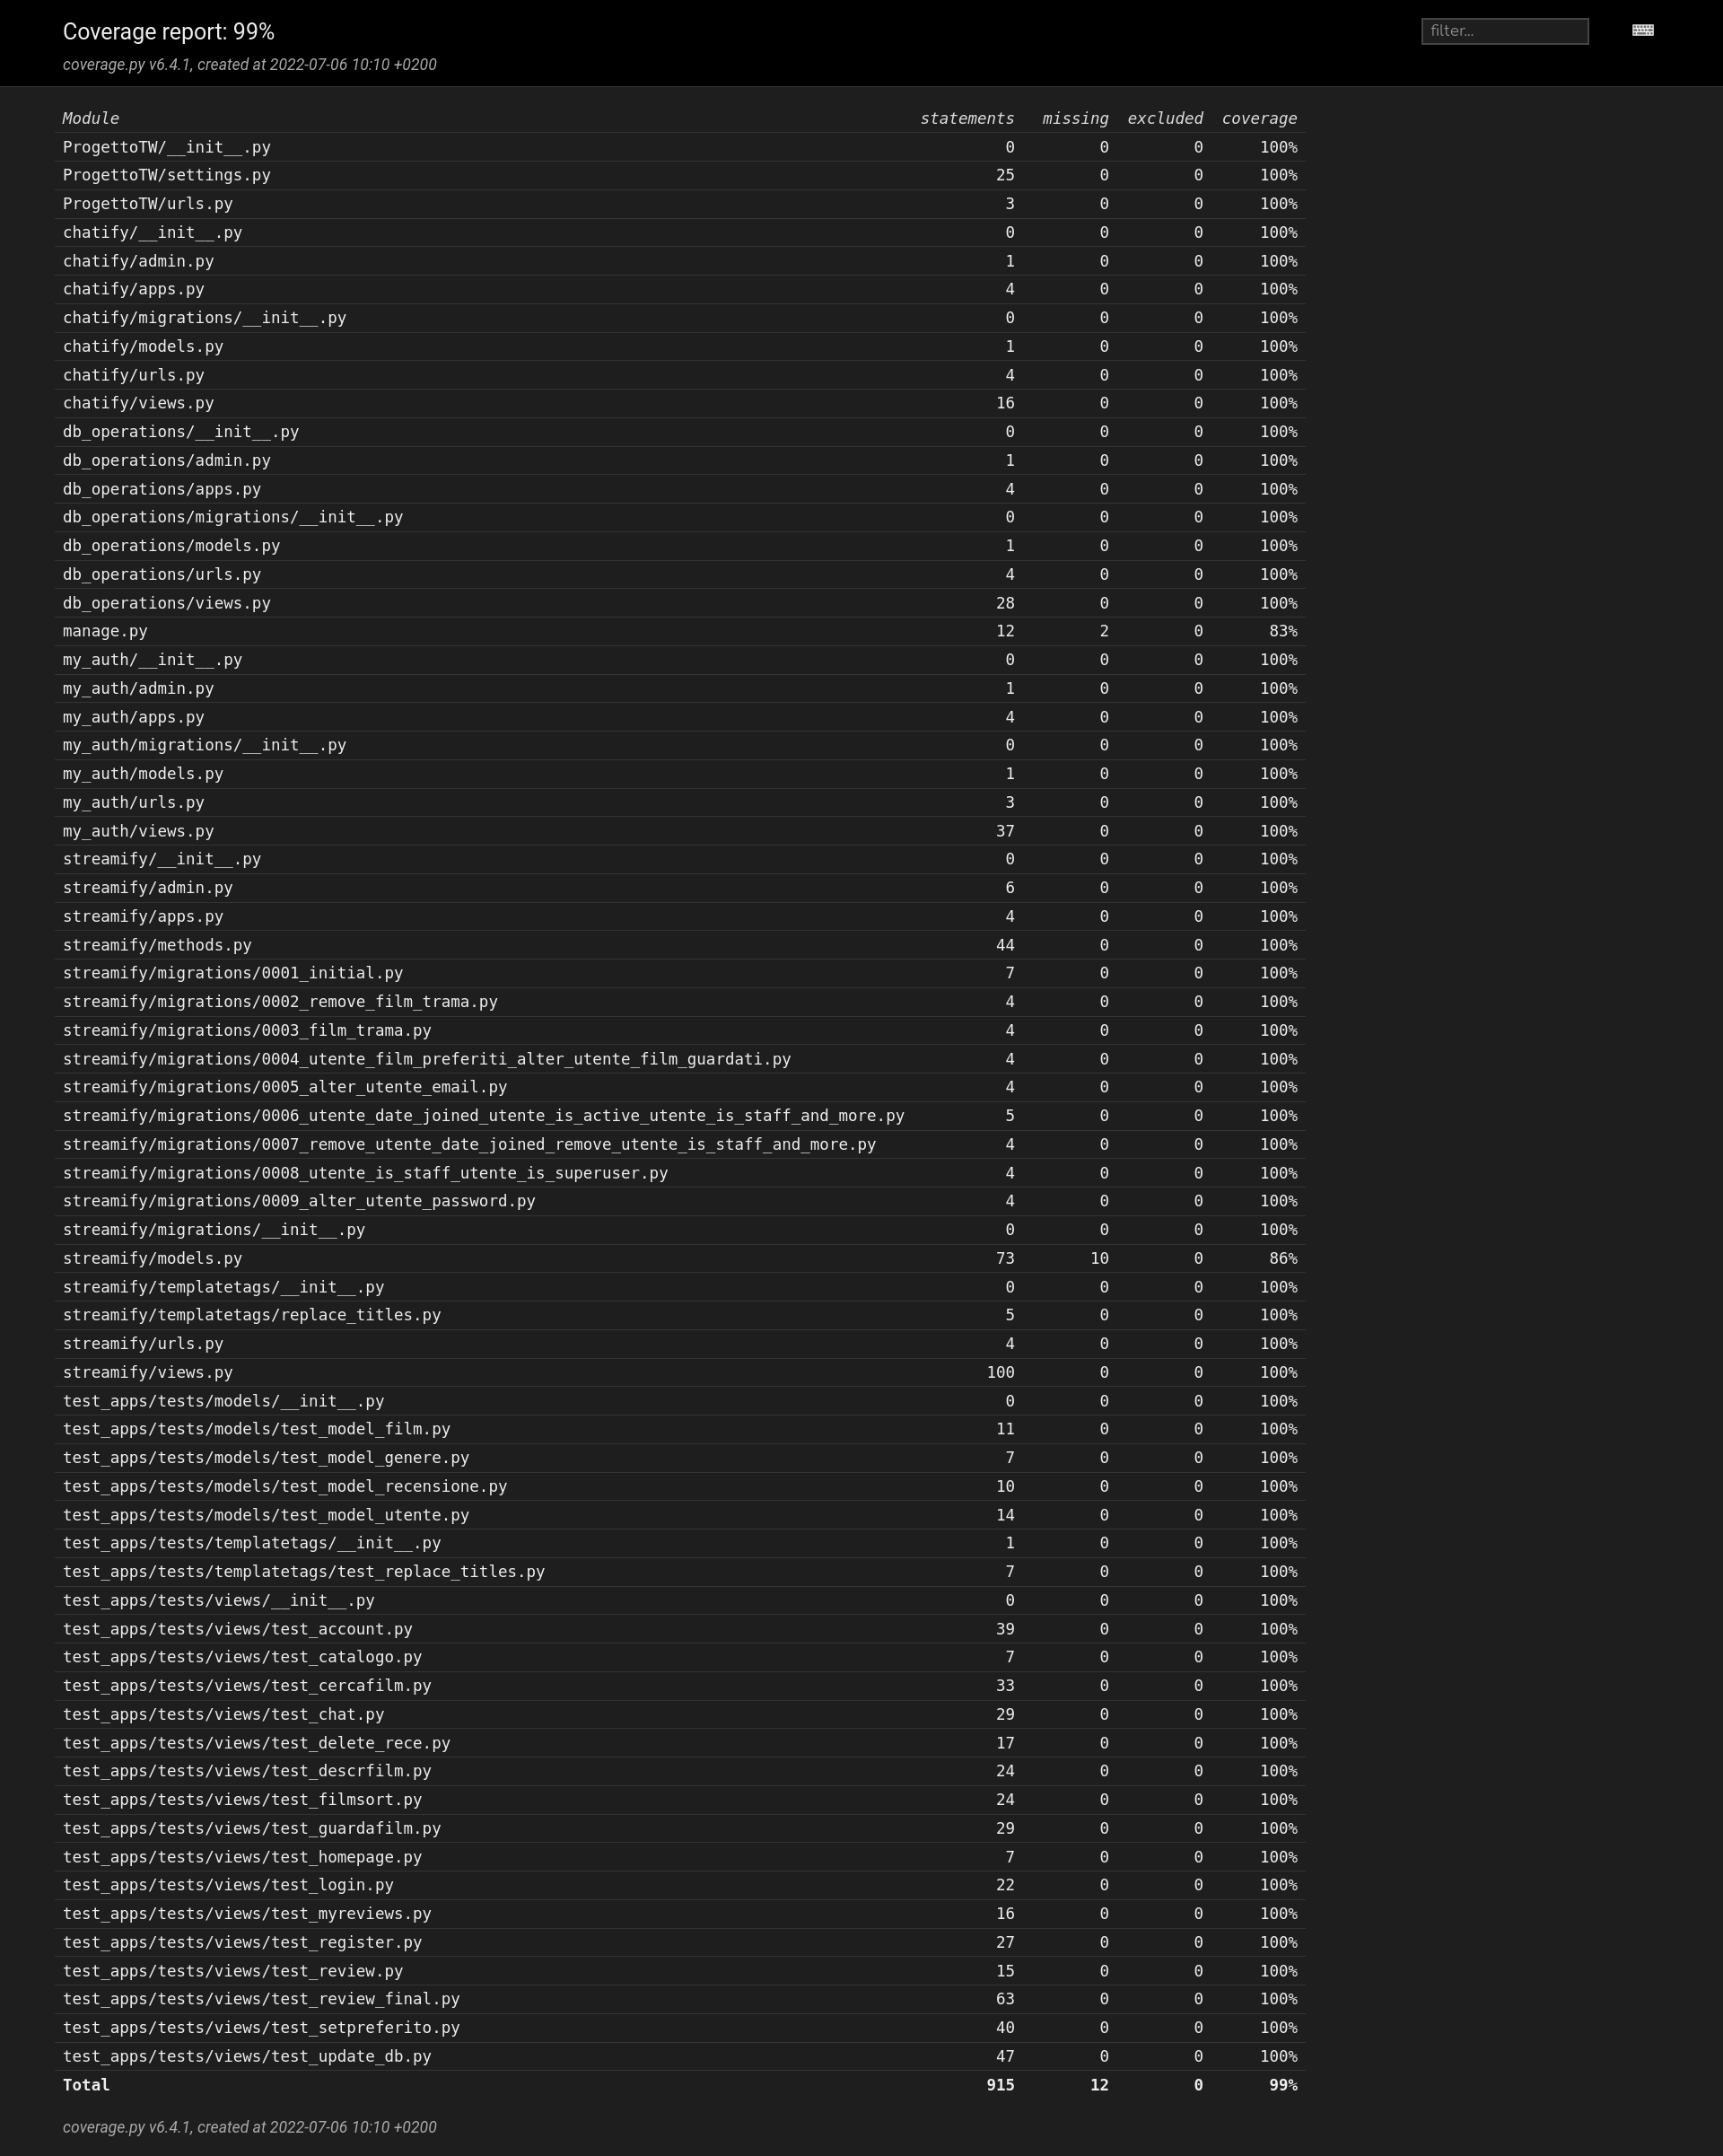 Coverage report: 99%
filter...
coverage.py v6.4.1, created at 2022-07-06 10:10 +0200
Module statements missing excluded coverage
ProgettoTW/__init__.py 0 0 0 100%
ProgettoTW/settings.py 25 0 0 100%
ProgettoTW/urls.py 3 0 0 100%
chatify/__init__.py 0 0 0 100%
chatify/admin.py 1 0 0 100%
chatify/apps.py 4 0 0 100%
chatify/migrations/__init__.py 0 0 0 100%
chatify/models.py 1 0 0 100%
chatify/urls.py 4 0 0 100%
chatify/views.py 16 0 0 100%
db_operations/__init__.py 0 0 0 100%
db_operations/admin.py 1 0 0 100%
db_operations/apps.py 4 0 0 100%
db_operations/migrations/__init__.py 0 0 0 100%
db_operations/models.py 1 0 0 100%
db_operations/urls.py 4 0 0 100%
db_operations/views.py 28 0 0 100%
manage.py 12 2 0 83%
my_auth/__init__.py 0 0 0 100%
my_auth/admin.py 1 0 0 100%
my_auth/apps.py 4 0 0 100%
my_auth/migrations/__init__.py 0 0 0 100%
my_auth/models.py 1 0 0 100%
my_auth/urls.py 3 0 0 100%
my_auth/views.py 37 0 0 100%
streamify/__init__.py 0 0 0 100%
streamify/admin.py 6 0 0 100%
streamify/apps.py 4 0 0 100%
streamify/methods.py 44 0 0 100%
streamify/migrations/0001_initial.py 7 0 0 100%
streamify/migrations/0002_remove_film_trama.py 4 0 0 100%
streamify/migrations/0003_film_trama.py 4 0 0 100%
streamify/migrations/0004_utente_film_preferiti_alter_utente_film_guardati.py 4 0 0 100%
streamify/migrations/0005_alter_utente_email.py 4 0 0 100%
streamify/migrations/0006_utente_date_joined_utente_is_active_utente_is_staff_and_more.py 5 0 0 100%
streamify/migrations/0007_remove_utente_date_joined_remove_utente_is_staff_and_more.py 4 0 0 100%
streamify/migrations/0008_utente_is_staff_utente_is_superuser.py 4 0 0 100%
streamify/migrations/0009_alter_utente_password.py 4 0 0 100%
streamify/migrations/__init__.py 0 0 0 100%
streamify/models.py 73 10 0 86%
streamify/templatetags/__init__.py 0 0 0 100%
streamify/templatetags/replace_titles.py 5 0 0 100%
streamify/urls.py 4 0 0 100%
streamify/views.py 100 0 0 100%
test_apps/tests/models/__init__.py 0 0 0 100%
test_apps/tests/models/test_model_film.py 11 0 0 100%
test_apps/tests/models/test_model_genere.py 7 0 0 100%
test_apps/tests/models/test_model_recensione.py 10 0 0 100%
test_apps/tests/models/test_model_utente.py 14 0 0 100%
test_apps/tests/templatetags/__init__.py 1 0 0 100%
test_apps/tests/templatetags/test_replace_titles.py 7 0 0 100%
test_apps/tests/views/__init__.py 0 0 0 100%
test_apps/tests/views/test_account.py 39 0 0 100%
test_apps/tests/views/test_catalogo.py 7 0 0 100%
test_apps/tests/views/test_cercafilm.py 33 0 0 100%
test_apps/tests/views/test_chat.py 29 0 0 100%
test_apps/tests/views/test_delete_rece.py 17 0 0 100%
test_apps/tests/views/test_descrfilm.py 24 0 0 100%
test_apps/tests/views/test_filmsort.py 24 0 0 100%
test_apps/tests/views/test_guardafilm.py 29 0 0 100%
test_apps/tests/views/test_homepage.py 7 0 0 100%
test_apps/tests/views/test_login.py 22 0 0 100%
test_apps/tests/views/test_myreviews.py 16 0 0 100%
test_apps/tests/views/test_register.py 27 0 0 100%
test_apps/tests/views/test_review.py 15 0 0 100%
test_apps/tests/views/test_review_final.py 63 0 0 100%
test_apps/tests/views/test_setpreferito.py 40 0 0 100%
test_apps/tests/views/test_update_db.py 47 0 0 100%
Total 915 12 0 99%
coverage.py v6.4.1, created at 2022-07-06 10:10 +0200